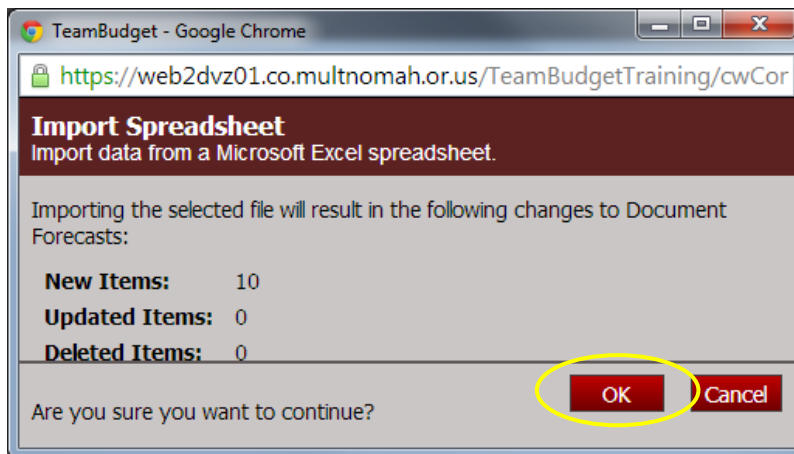 TeamBudget - Google Chrome
https://web2dvz01.co.multnomah.or.us/TeamBudgetTraining/cwCor
Import Spreadsheet
Import data from a Microsoft Excel spreadsheet.
Importing the selected file will result in the following changes to Document
Forecasts:
New Items: 10
Updated Items: 0
Deleted Items: 0
Are you sure you want to continue?
OK
Cancel